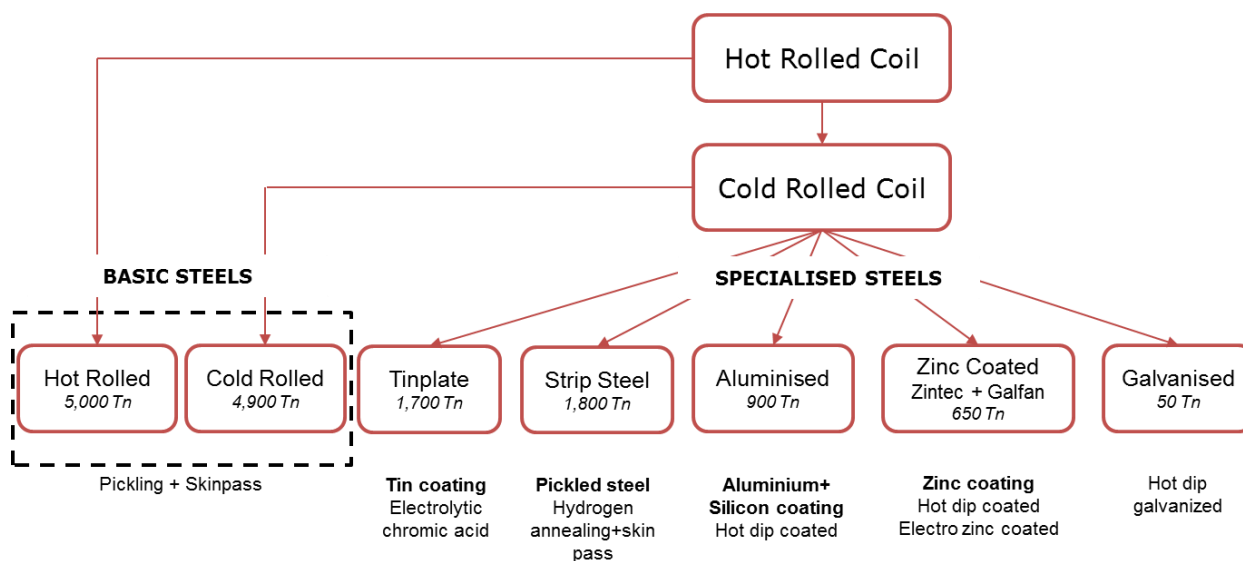 Hot Rolled Coil
Cold Rolled Coil
BASIC STEELS
SPECIALISED STEELS
Hot Rolled
5,000 Tn
Cold Rolled
4,900 Tn
Tinplate
1,700 Tn
Strip Steel
1,800 Tn
Aluminised
900 Tn
Zinc Coated
Zintec + Galfan
650 Tn
Galvanised
50 Tn
Pickling + Skinpass
Tin coating
Electrolytic
chromic acid
Pickled steel
Hydrogen
annealing+skin
pass
Aluminium+
Silicon coating
Hot dip coated
Zinc coating
Hot dip coated
Electro zinc coated
Hot dip
galvanized